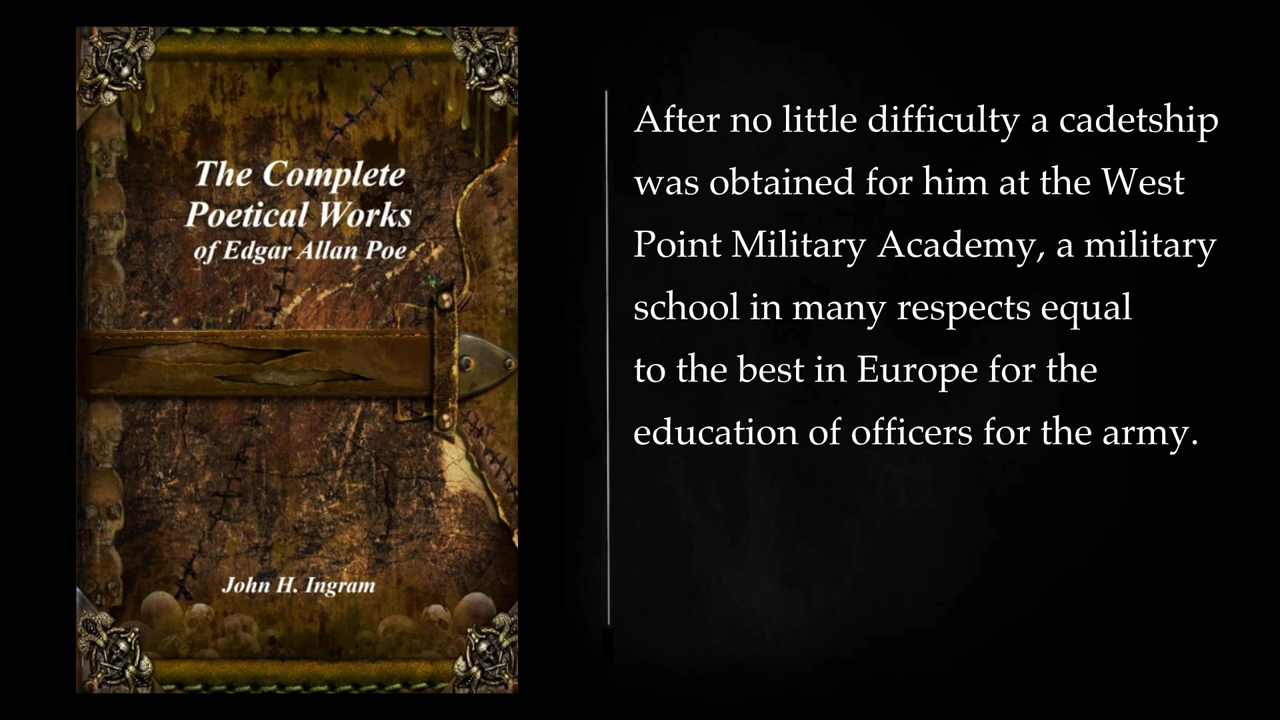 The Complete
Poetical Works
of Edgar Allan Poe
John H. Ingram
After no little difficulty a cadetship
was obtained for him at the West
Point Military Academy, a military
school in many respects equal
to the best in Europe for the
education of officers for the army.